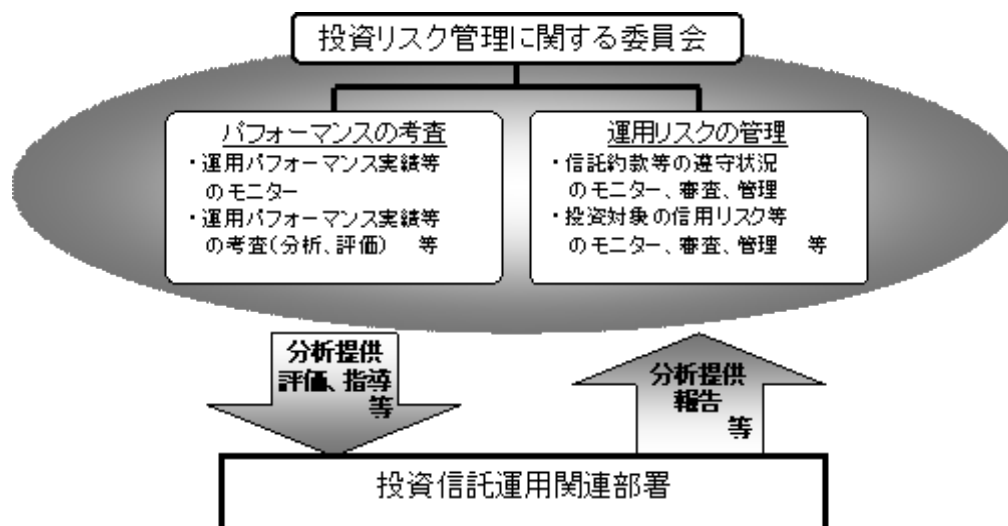 投資リスク管理に関する委員会
パフォーマンスの考査
・運用パフォーマンス実績等
のモニター
・運用パフォーマンス実績等
の考査(分析、評価) 等
運用リスクの管理
・信託約款等の遵守状況
のモニター、審査、管理
・投資対象の信用リスク等
のモニター、審査、管理 等
分析提供
評価、指導
等
分析提供
報告
等
投資信託運用関連部署